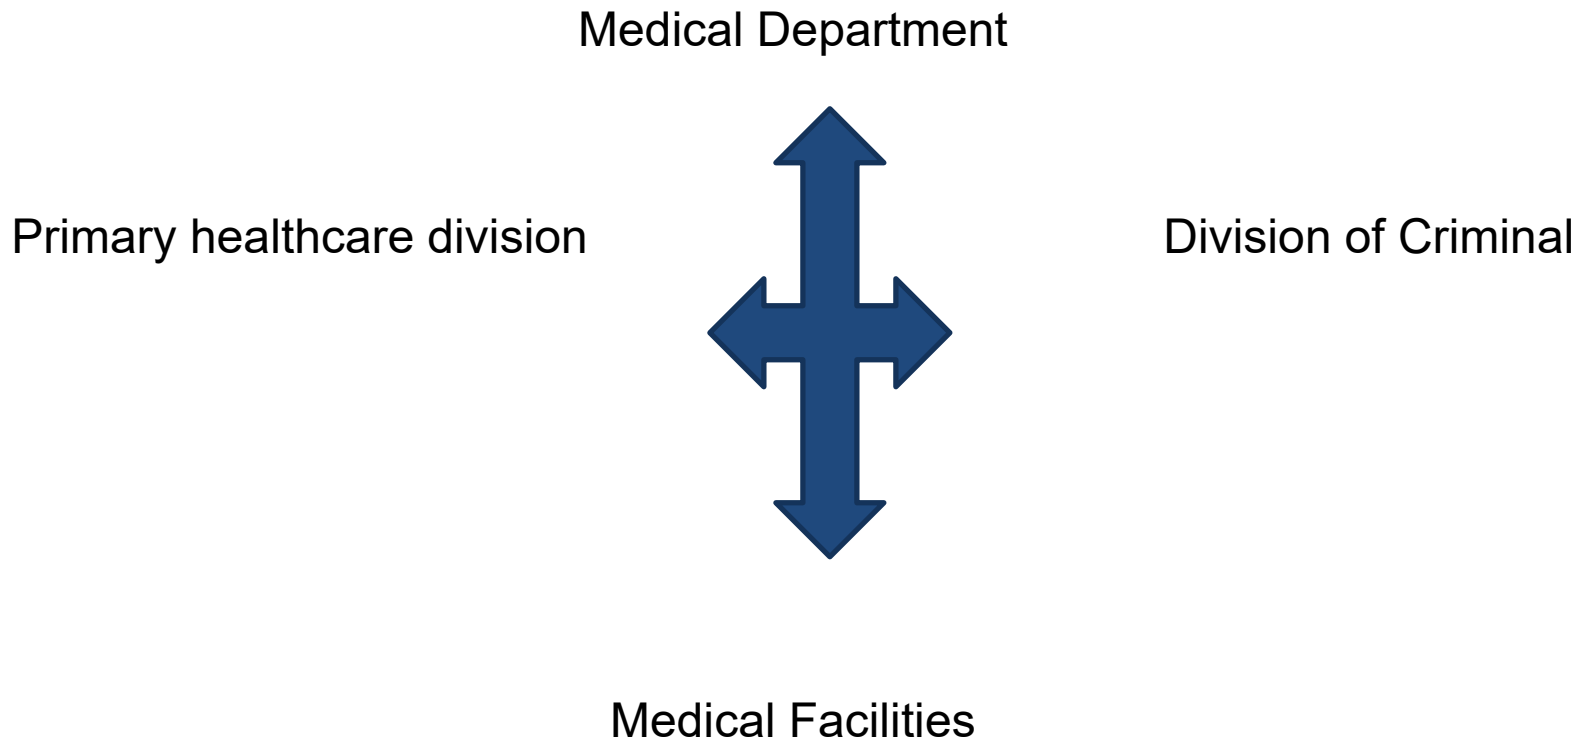 Medical Department
Primary healthcare division
Division of Criminal
Medical Facilities